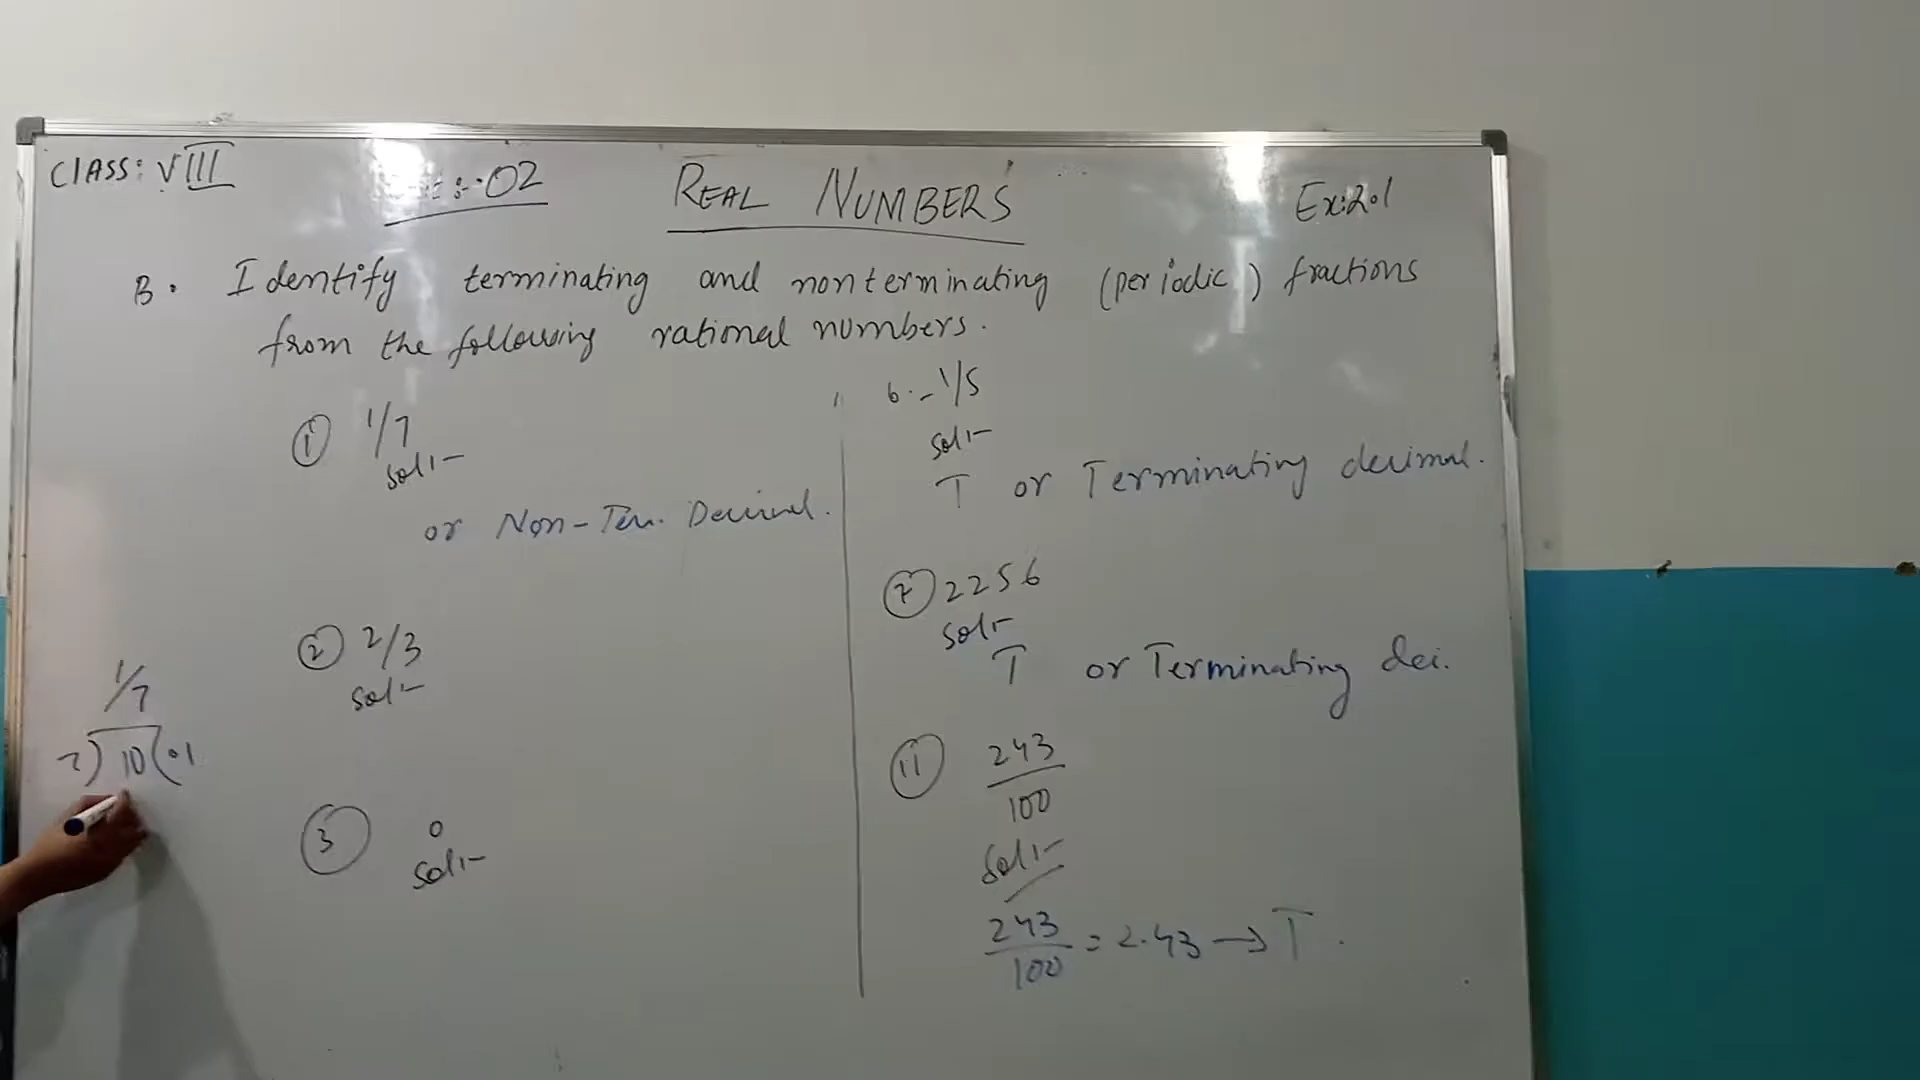 CLASS: VIII
:-02
REAL NUMBERS
Ex:2.1
B. Identify terminating and nonterminating (periodic) fractions
from the following rational numbers.
① 1/7
Sol:-
or Non-Ter. Decimal.
② 2/3
Sol:-
1/7
7) 10 (.1
③ 0
Sol:-
6. - 1/5
Sol:-
T or Terminating decimal.
⑦ 2256
Sol:-
T or Terminating dei.
⑪ 243
100
Sol:-
243
100 = 2.43 → T.